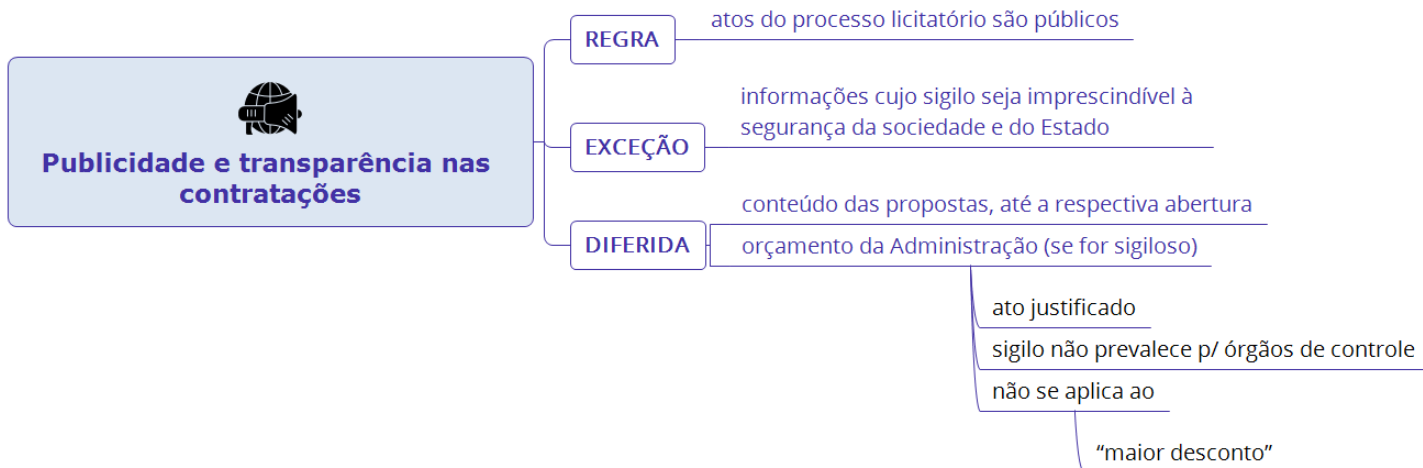 Publicidade e transparência nas
contratações
REGRA
atos do processo licitatório são públicos
EXCEÇÃO
informações cujo sigilo seja imprescindível à
segurança da sociedade e do Estado
DIFERIDA
conteúdo das propostas, até a respectiva abertura
orçamento da Administração (se for sigiloso)
ato justificado
sigilo não prevalece p/ órgãos de controle
não se aplica ao
“maior desconto”